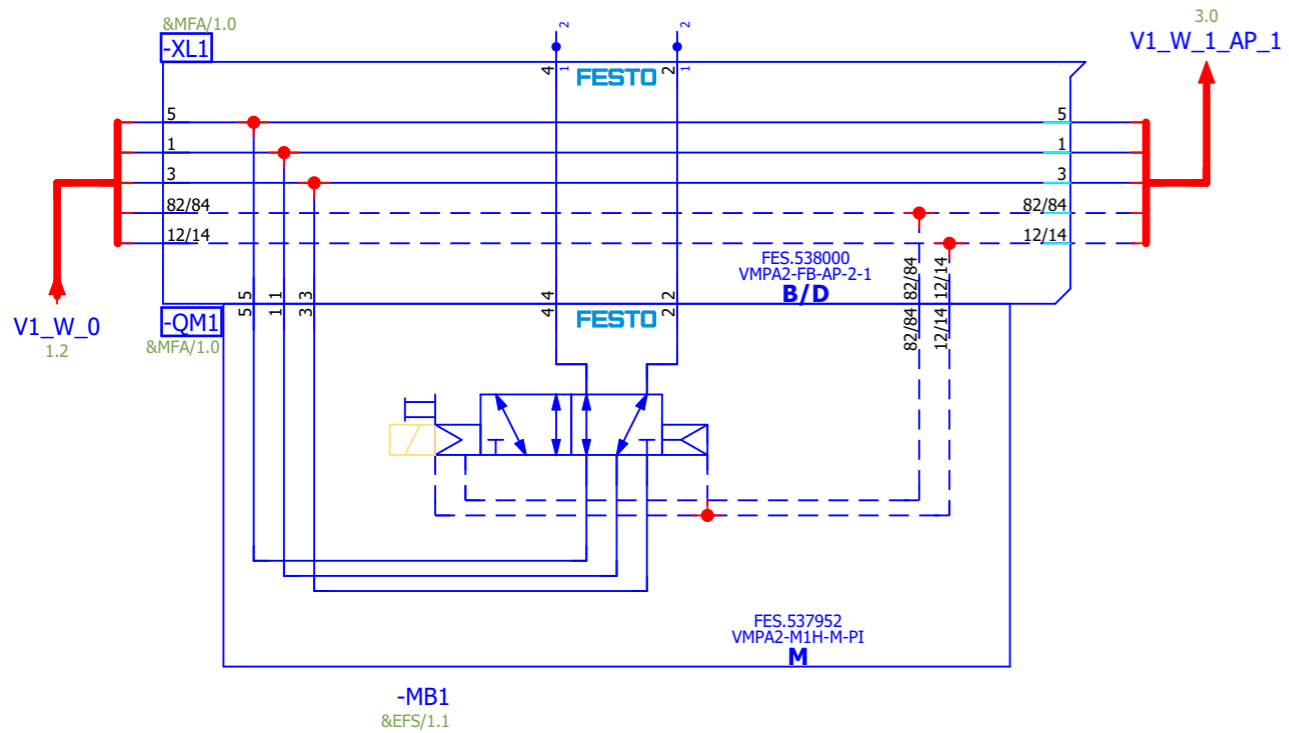 &MFA/1.0
-XL1
2
2
3.0
V1_W_1_AP_1
4
1
FESTO
2
1
5
5
1
1
3
3
82/84
82/84
12/14
12/14
FES.538000
VMPA2-FB-AP-2-1
B/D
5
1
3
4
2
82/84
12/14
V1_W_0
1.2
-QM1
&MFA/1.0
5
1
3
4
FESTO
2
82/84
12/14
FES.537952
VMPA2-M1H-M-PI
M
-MB1
&EFS/1.1